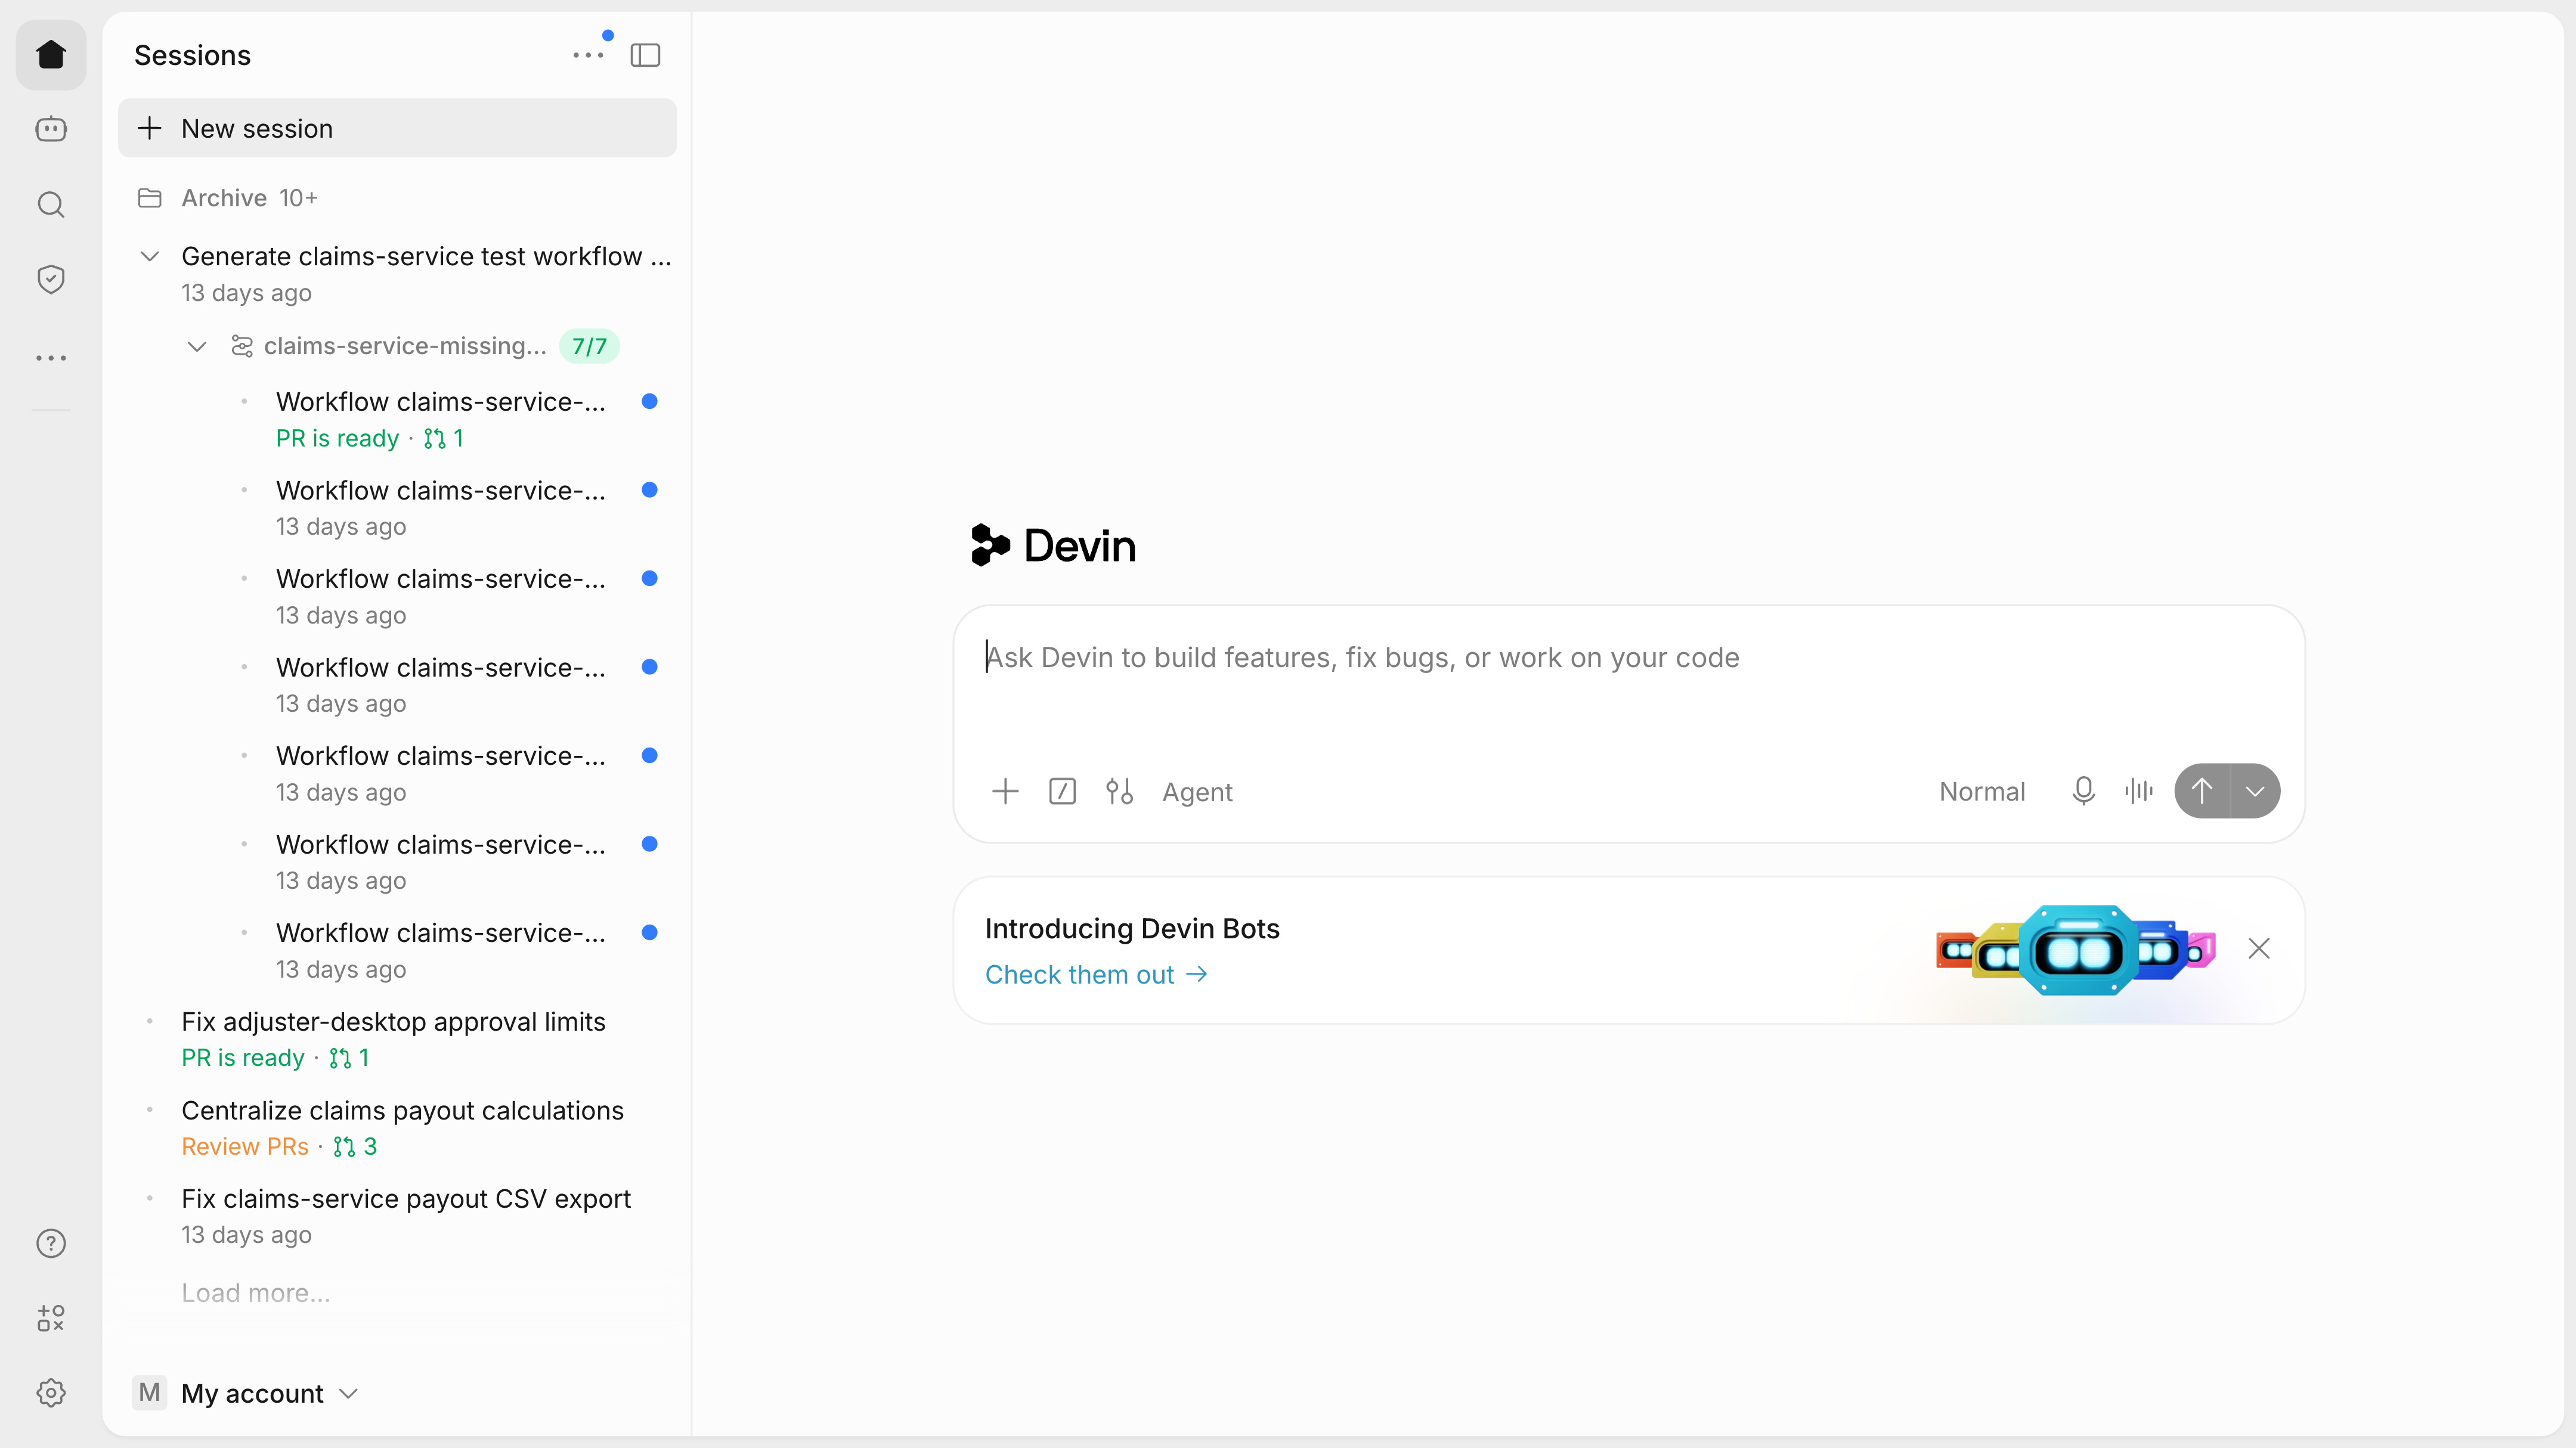 Sessions
New session
Archive 10+
Generate claims-service test workflow ...
13 days ago
claims-service-missing... 7/7
Workflow claims-service-...
PR is ready · 1
Workflow claims-service-...
13 days ago
Workflow claims-service-...
13 days ago
Workflow claims-service-...
13 days ago
Workflow claims-service-...
13 days ago
Workflow claims-service-...
13 days ago
Workflow claims-service-...
13 days ago
Fix adjuster-desktop approval limits
PR is ready · 1
Centralize claims payout calculations
Review PRs · 3
Fix claims-service payout CSV export
13 days ago
Load more...
M My account
Devin
Ask Devin to build features, fix bugs, or work on your code
Agent
Normal
Introducing Devin Bots
Check them out →